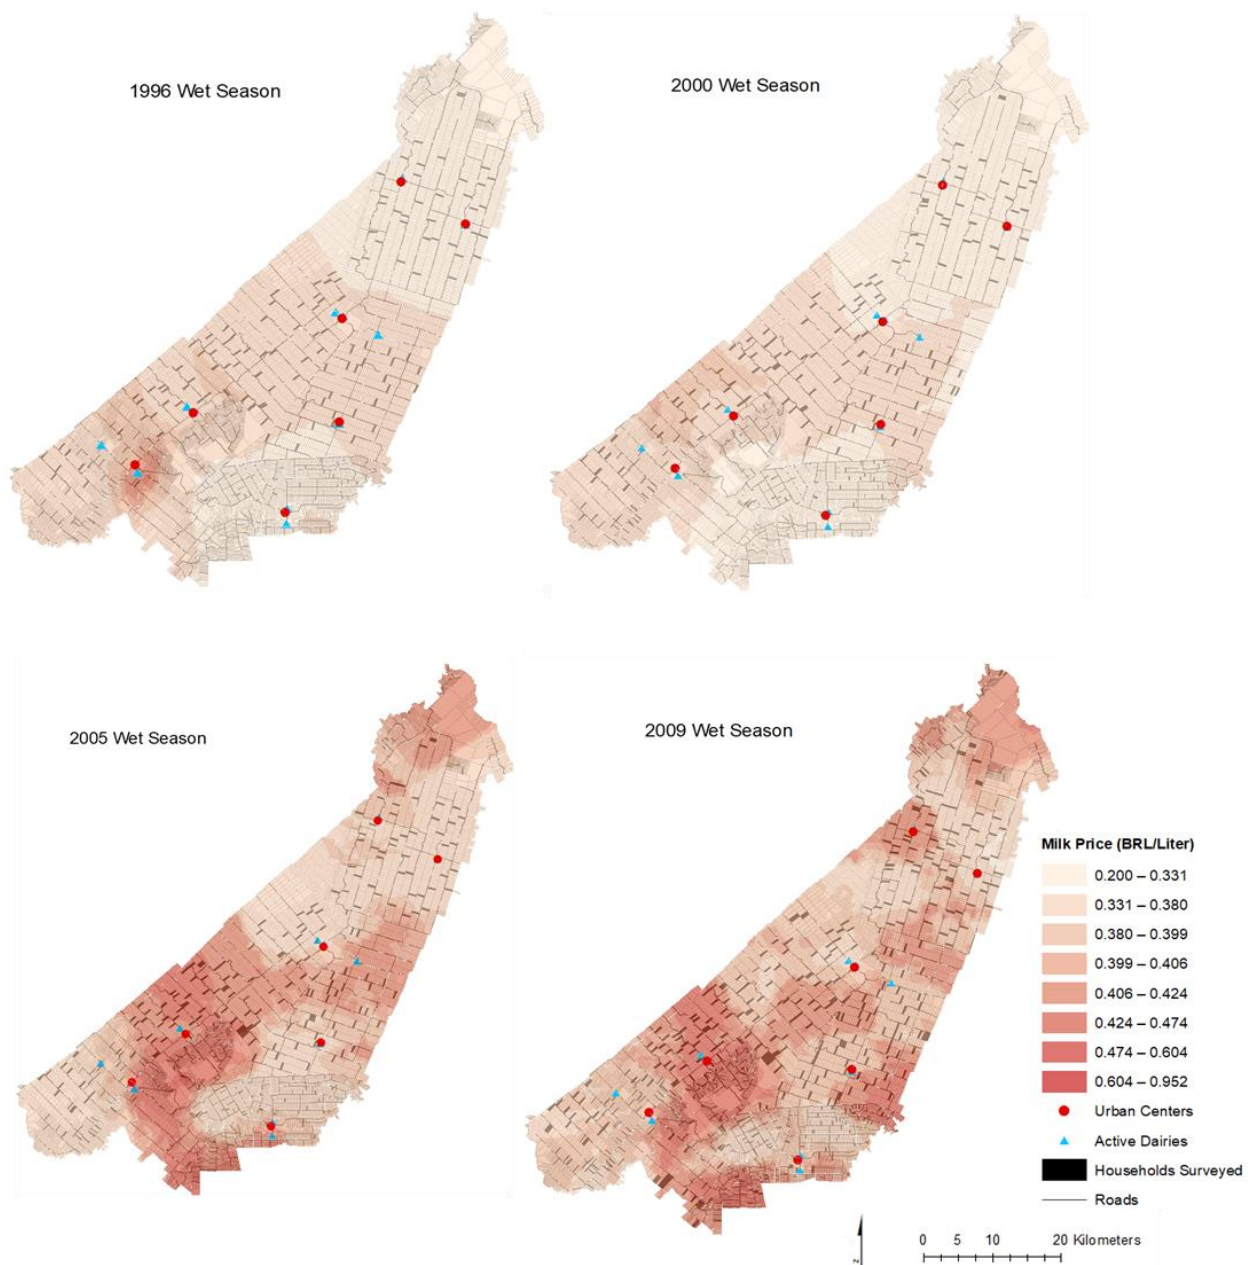 1996 Wet Season
2000 Wet Season
2005 Wet Season
2009 Wet Season
Milk Price (BRL/Liter)
0.200 – 0.331
0.331 – 0.380
0.380 – 0.399
0.399 – 0.406
0.406 – 0.424
0.424 – 0.474
0.474 – 0.604
0.604 – 0.952
Urban Centers
Active Dairies
Households Surveyed
Roads
0 5 10 20 Kilometers